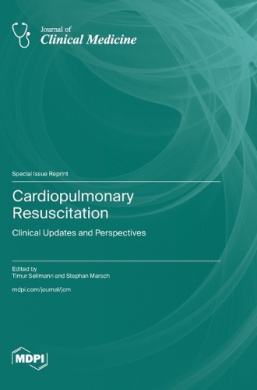 Journal of
Clinical Medicine
Special Issue Reprint
Cardiopulmonary
Resuscitation
Clinical Updates and Perspectives
Edited by
Timur Sellmann and Stephan Marsch
mdpi.com/journal/jcm
MDPI